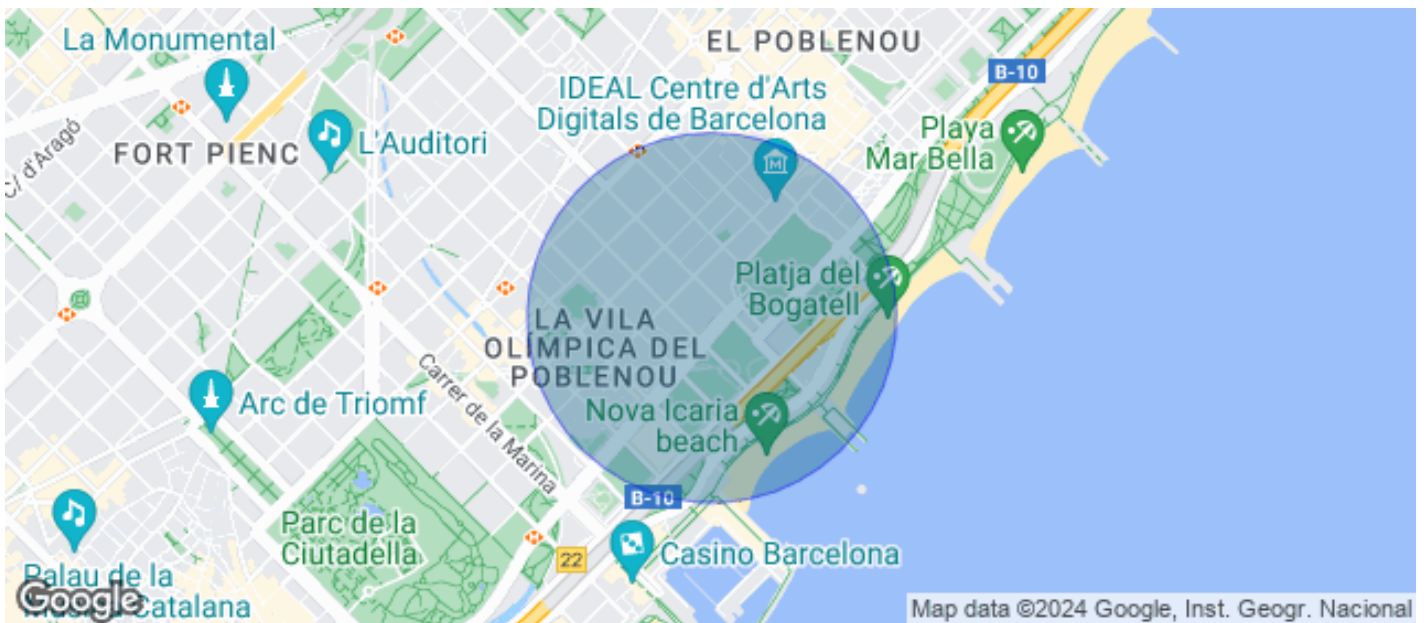 La Monumental
EL POBLENOU
B-10
IDEAL Centre d'Arts
Digitals de Barcelona
Playa
Mar Bella
C/ d'Aragó
L'Auditori
FORT PIENC
M
Platja del
Bogatell
LA VILA
OLÍMPICA DEL
POBLENOU
Carrer de la Marina
Arc de Triomf
Nova Icaria
beach
B-10
Parc de la
Ciutadella
22
Casino Barcelona
Palau de la
Música Catalana
Google
Map data ©2024 Google, Inst. Geogr. Nacional